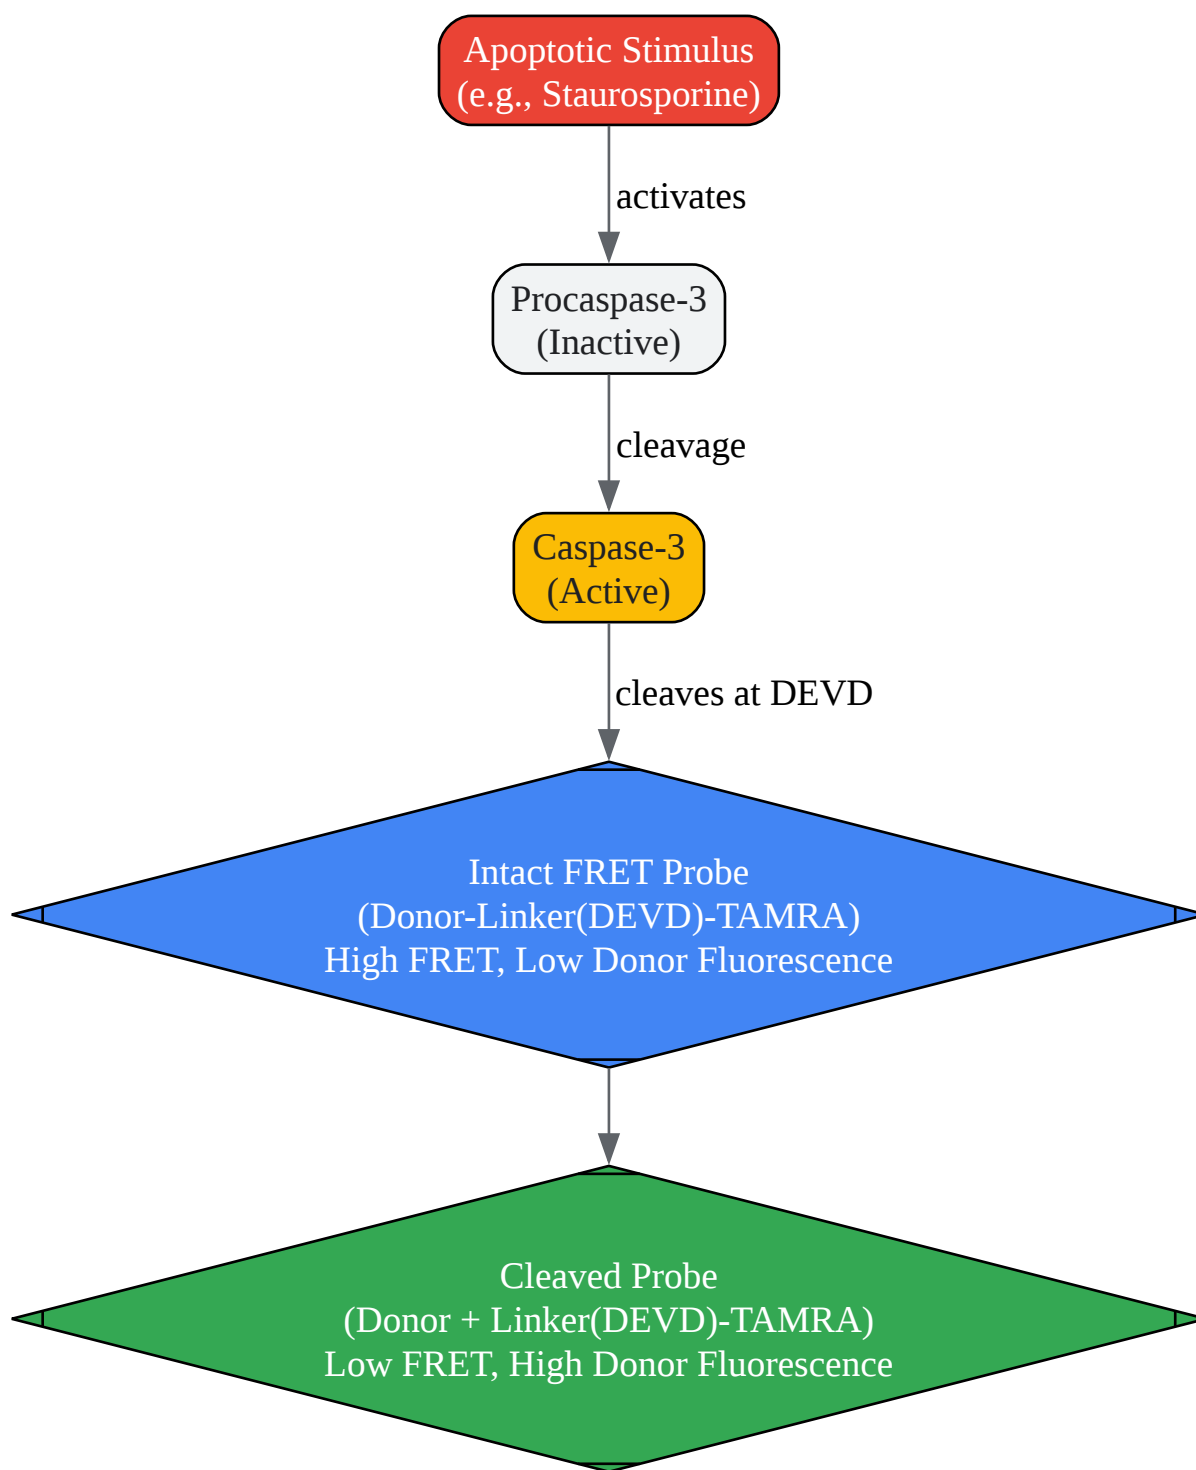 Apoptotic Stimulus
(e.g., Staurosporine)
activates
Procaspase-3
(Inactive)
cleavage
Caspase-3
(Active)
cleaves at DEVD
Intact FRET Probe
(Donor-Linker(DEVD)-TAMRA)
High FRET, Low Donor Fluorescence
Cleaved Probe
(Donor + Linker(DEVD)-TAMRA)
Low FRET, High Donor Fluorescence